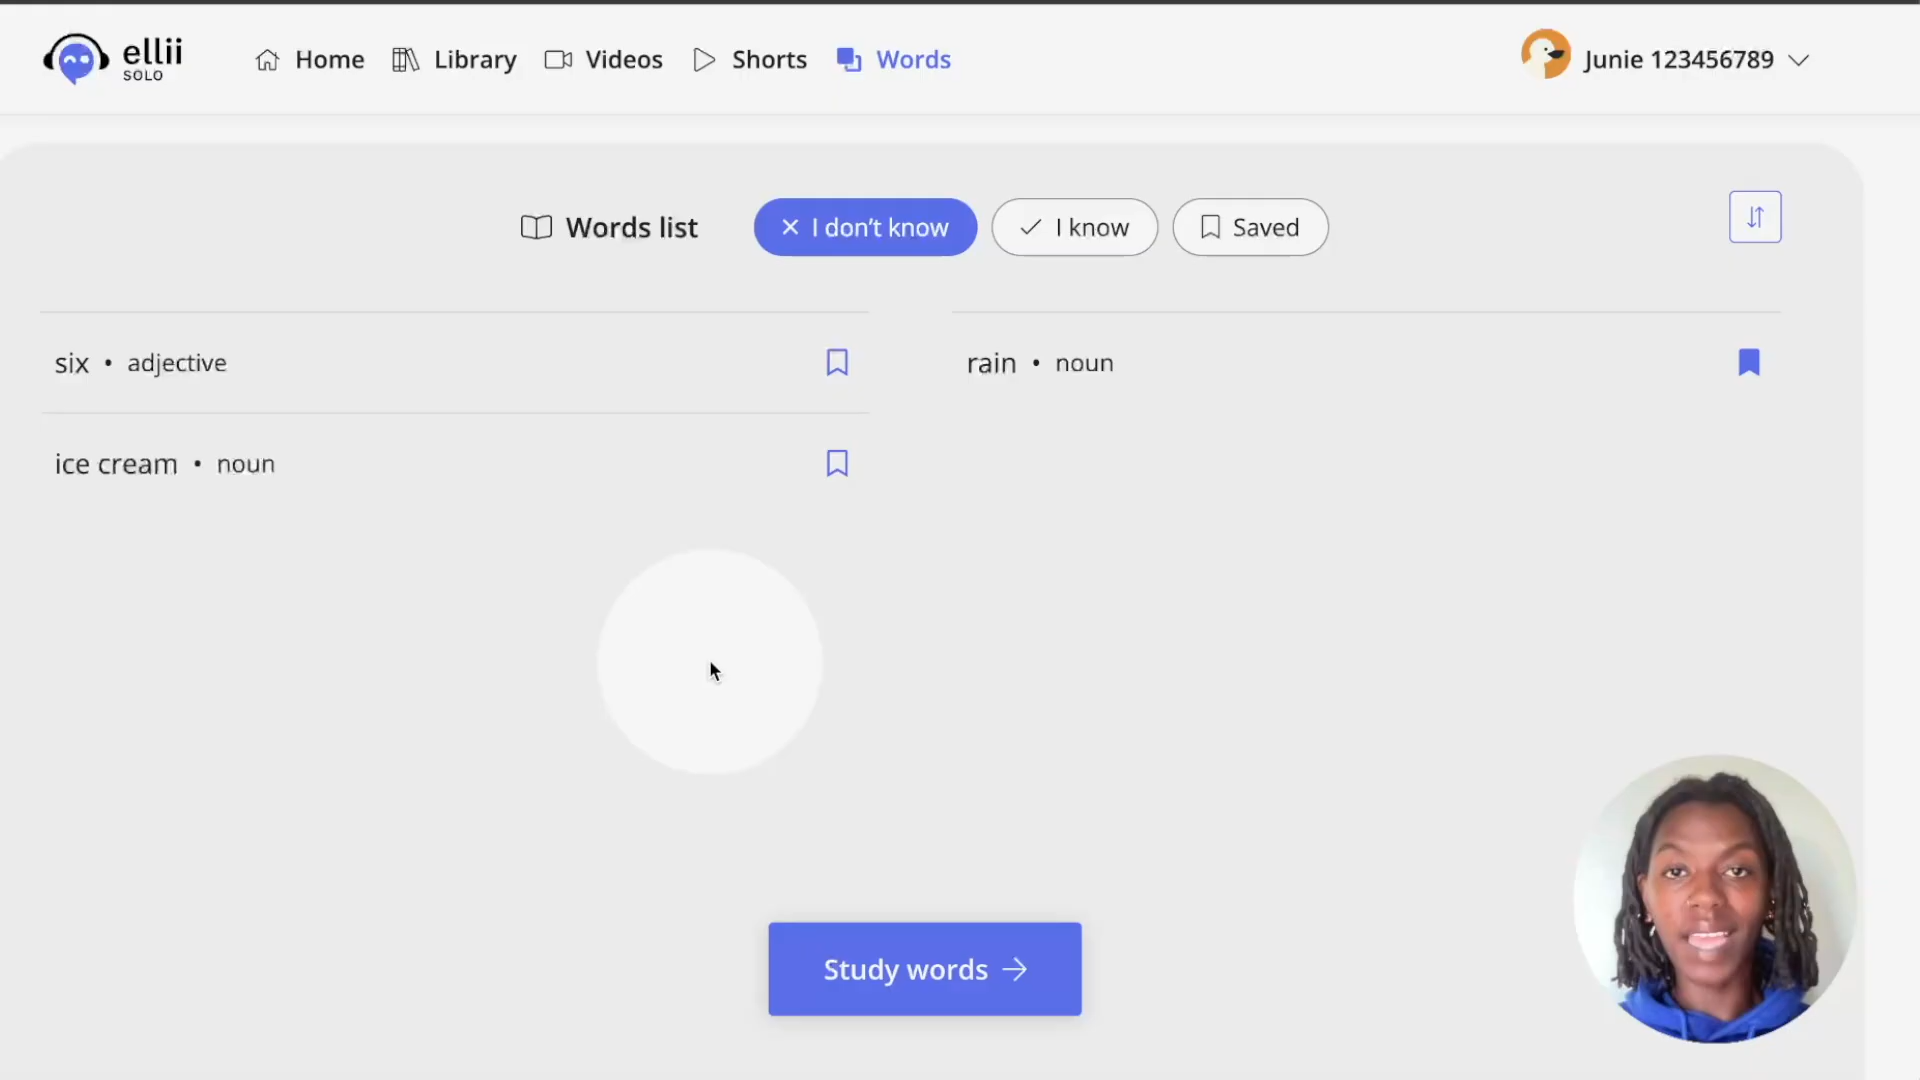 ellii
SOLO
Home
Library
Videos
Shorts
Words
Junie 123456789
Words list
I don't know
I know
Saved
six • adjective
rain • noun
ice cream • noun
Study words